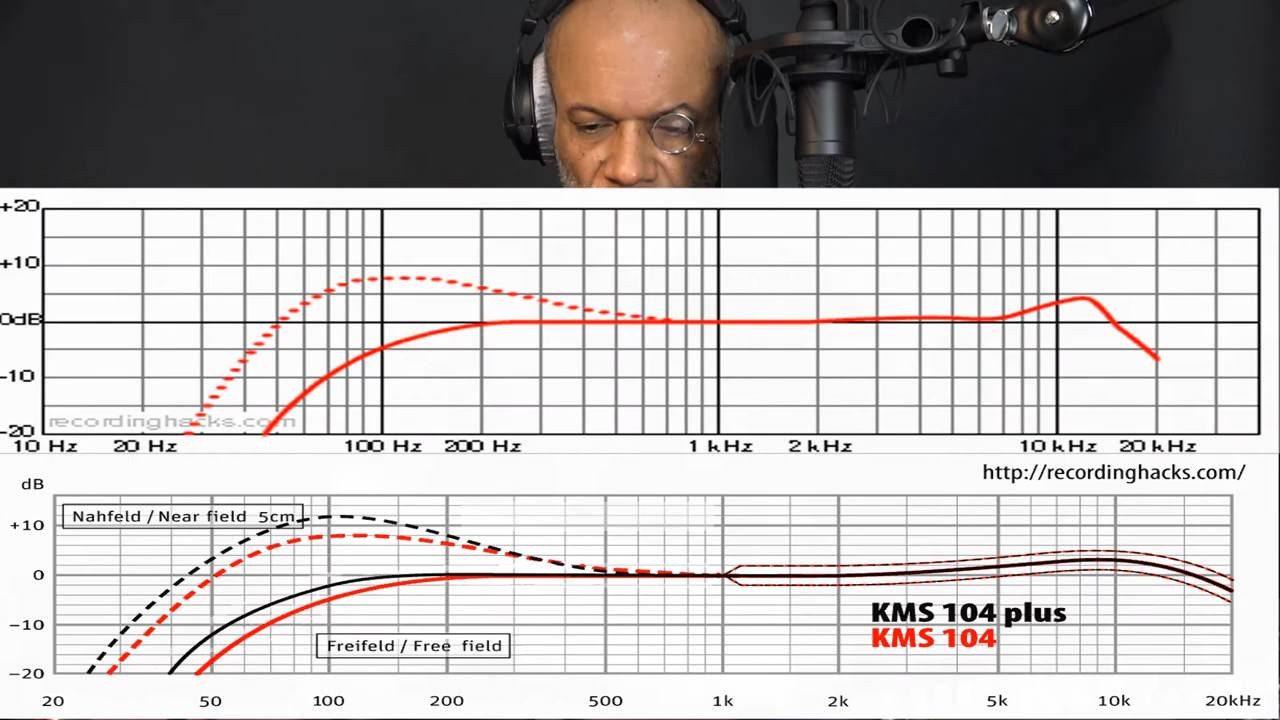 +20
+10
0dB
-10
-20
recordinghacks.com
10 Hz 20 Hz 100 Hz 200 Hz 1 kHz 2 kHz 10 kHz 20 kHz
http://recordinghacks.com/
dB
Nahfeld / Near field 5cm
+10
0
KMS 104 plus
-10
KMS 104
Freifeld / Free field
-20
20 50 100 200 500 1k 2k 5k 10k 20kHz